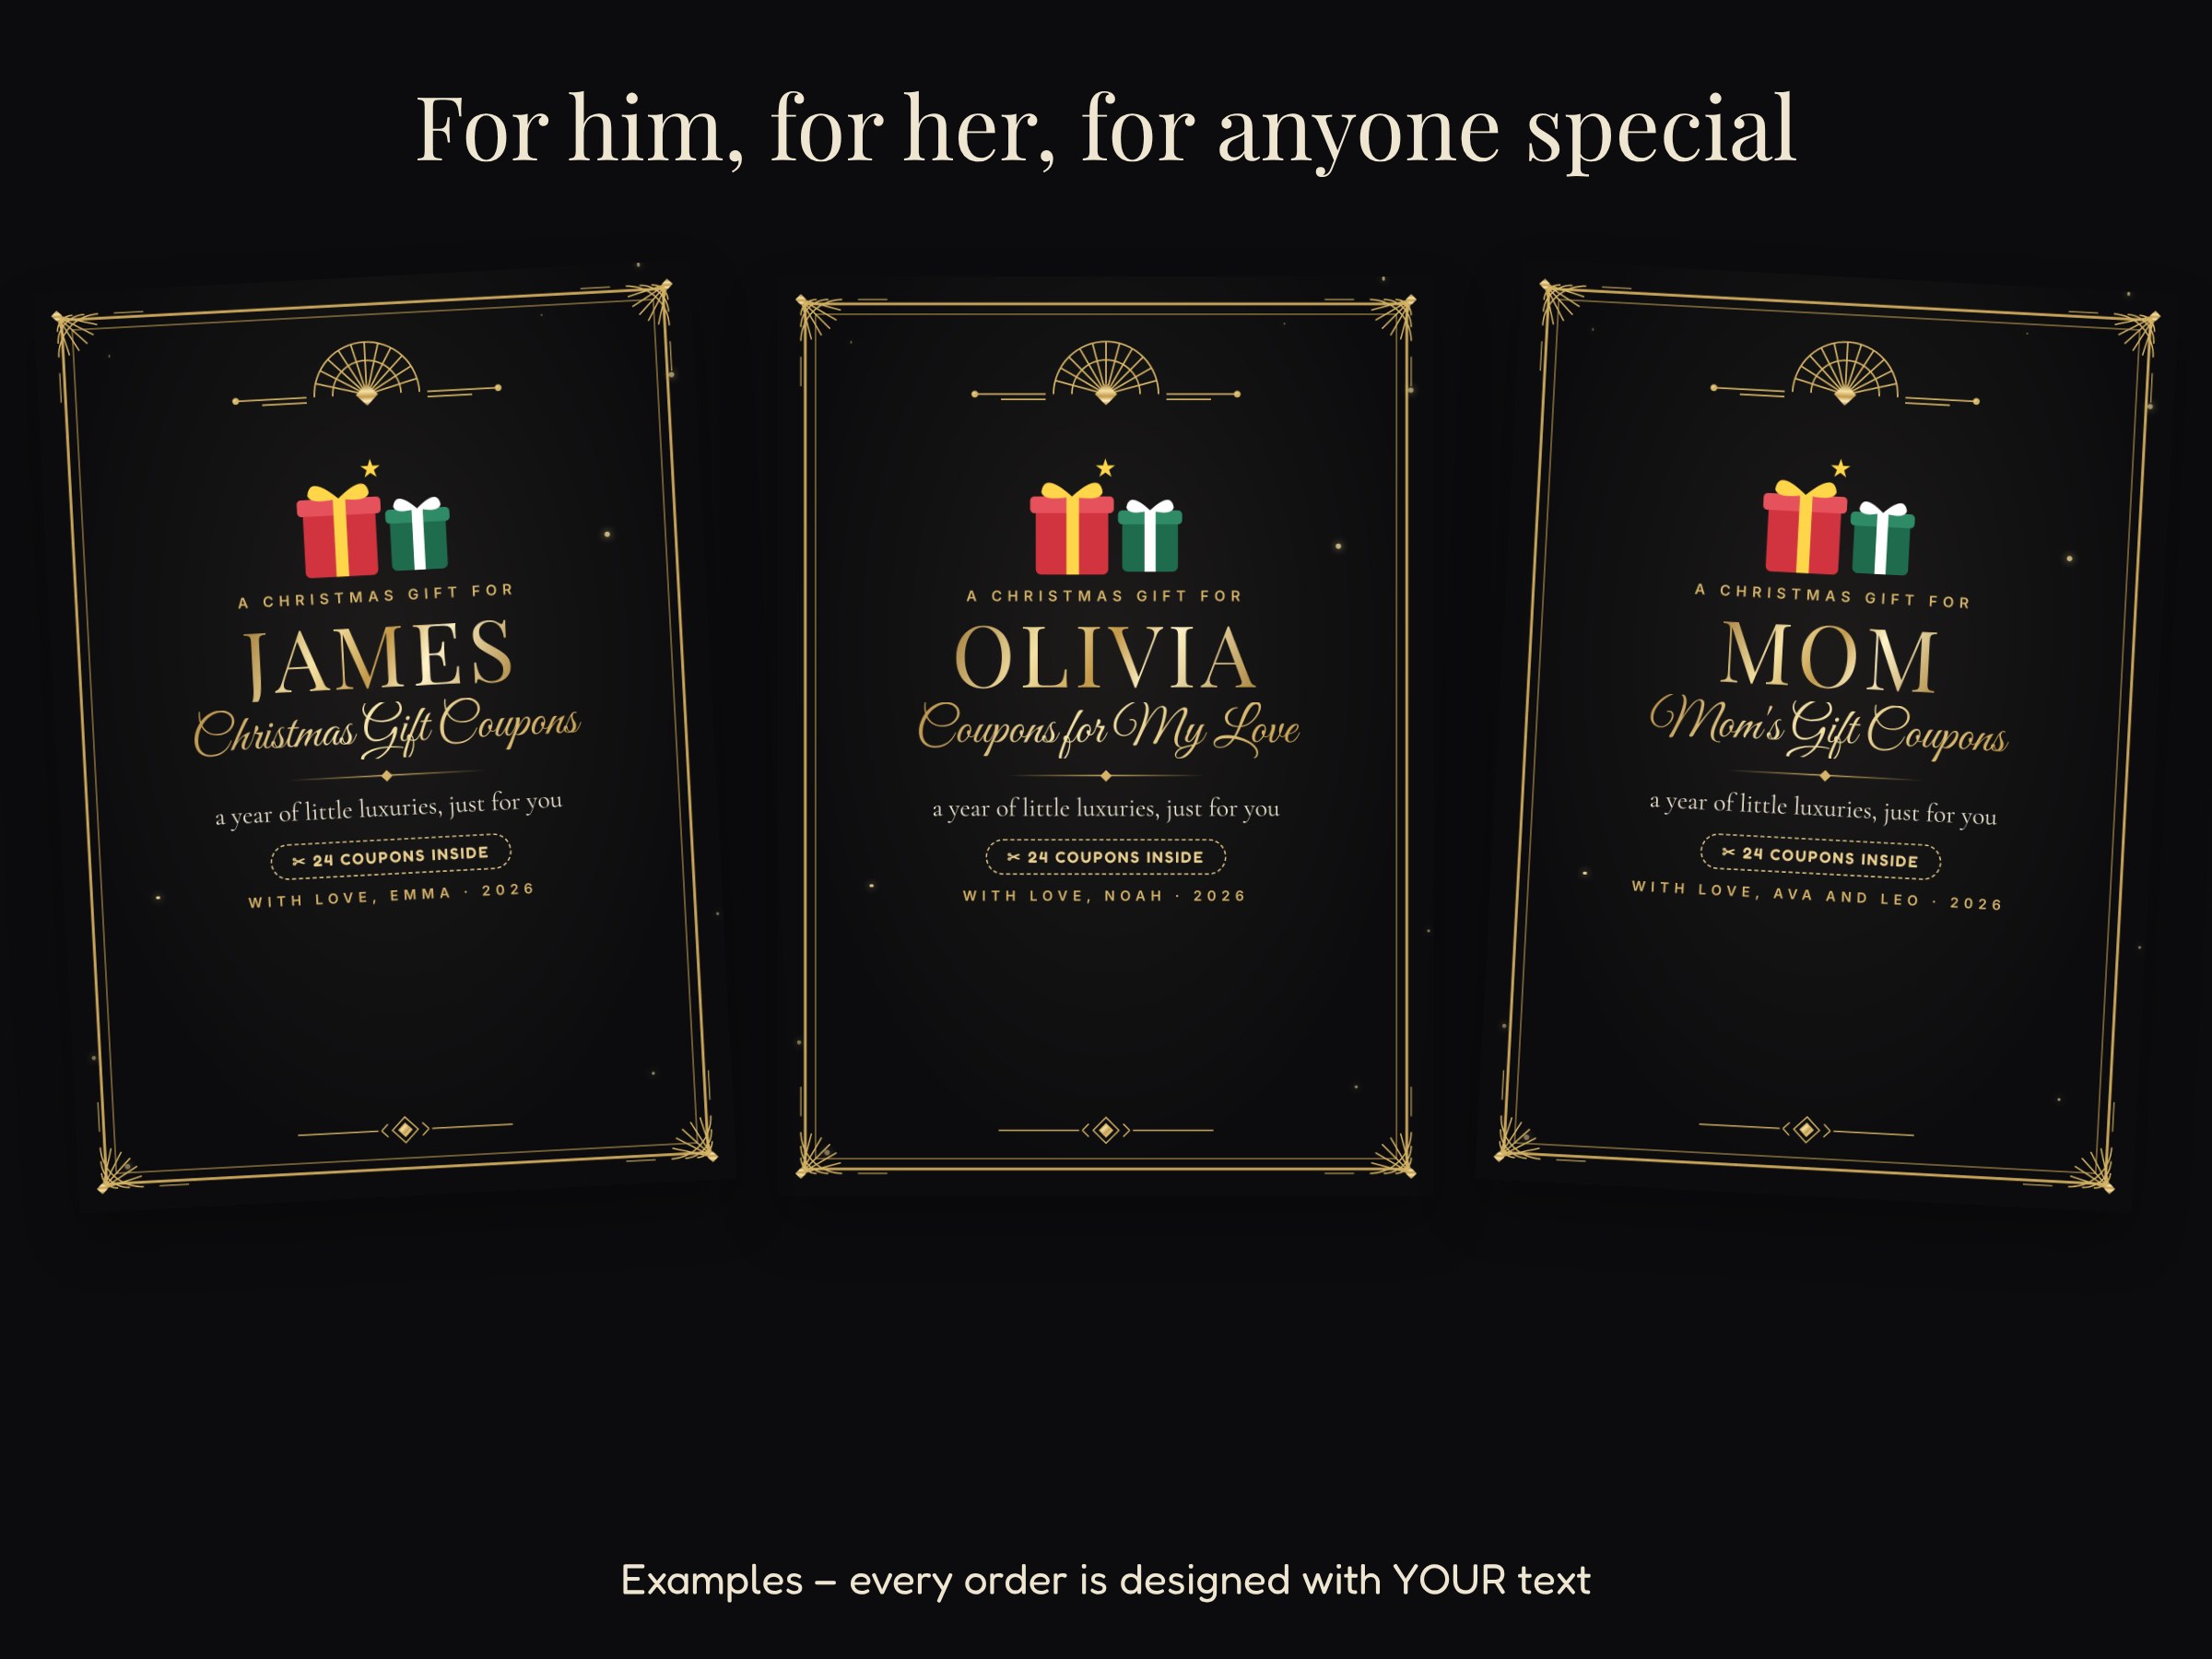 For him, for her, for anyone special
A CHRISTMAS GIFT FOR
JAMES
Christmas Gift Coupons
a year of little luxuries, just for you
✂ 24 COUPONS INSIDE
WITH LOVE, EMMA · 2026
A CHRISTMAS GIFT FOR
OLIVIA
Coupons for My Love
a year of little luxuries, just for you
✂ 24 COUPONS INSIDE
WITH LOVE, NOAH · 2026
A CHRISTMAS GIFT FOR
MOM
Mom's Gift Coupons
a year of little luxuries, just for you
✂ 24 COUPONS INSIDE
WITH LOVE, AVA AND LEO · 2026
Examples – every order is designed with YOUR text